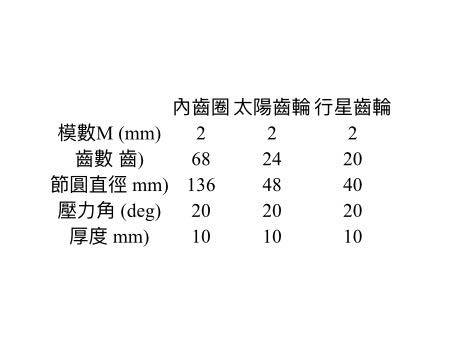 內齒圈 太陽齒輪 行星齒輪
模數M (mm) 2 2 2
齒數 齒) 68 24 20
節圓直徑 mm) 136 48 40
壓力角 (deg) 20 20 20
厚度 mm) 10 10 10